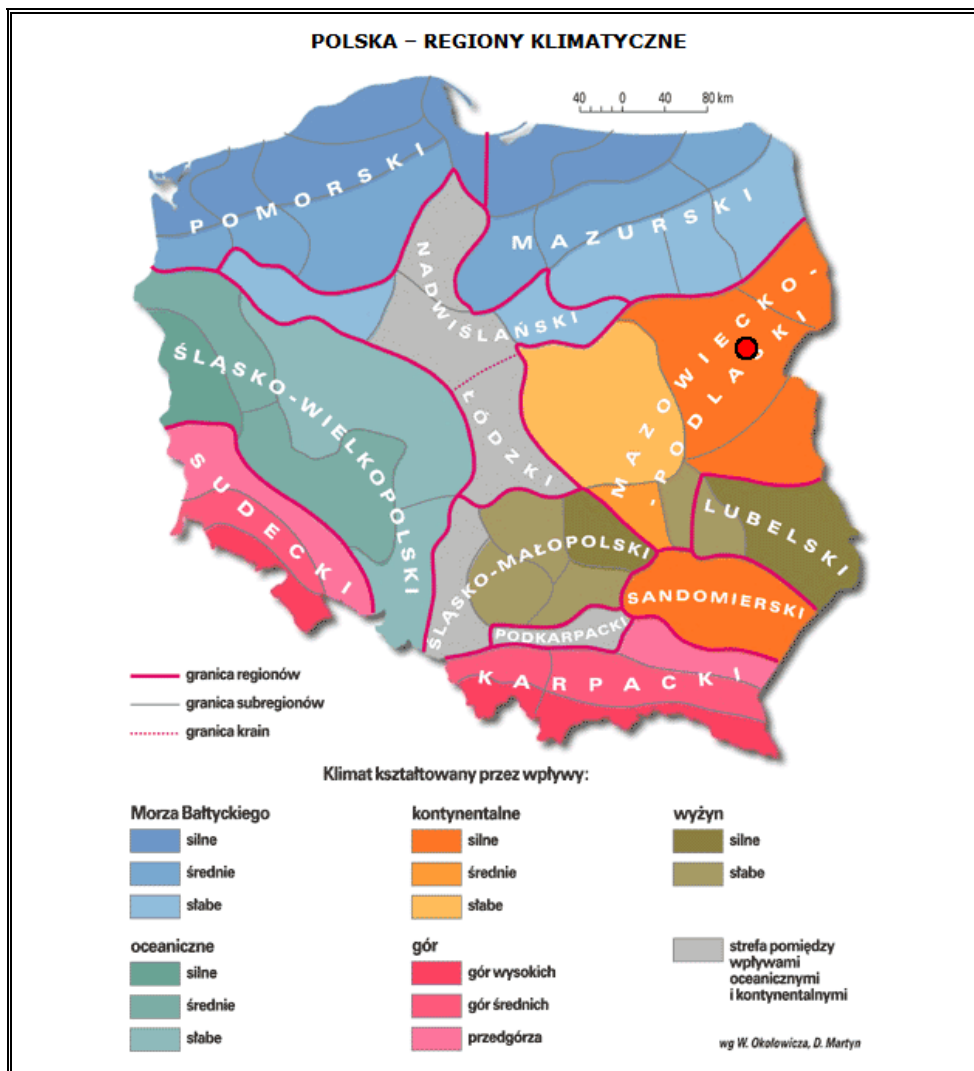 POLSKA – REGIONY KLIMATYCZNE
40 0 40 80 km
POMORSKI
MAZURSKI
NADWIŚLAŃSKI
MAZOWIECKO-
-PODLASKI
ŚLĄSKO-WIELKOPOLSKI
ŁÓDZKI
SUDECKI
LUBELSKI
ŚLĄSKO-MAŁOPOLSKI
SANDOMIERSKI
PODKARPACKI
KARPACKI
granica regionów
granica subregionów
granica krain
Klimat kształtowany przez wpływy:
Morza Bałtyckiego
silne
średnie
słabe
kontynentalne
silne
średnie
słabe
wyżyn
silne
słabe
oceaniczne
silne
średnie
słabe
gór
gór wysokich
gór średnich
przedgórza
strefa pomiędzy
wpływami
oceanicznymi
i kontynentalnymi
wg W. Okołowicza, D. Martyn